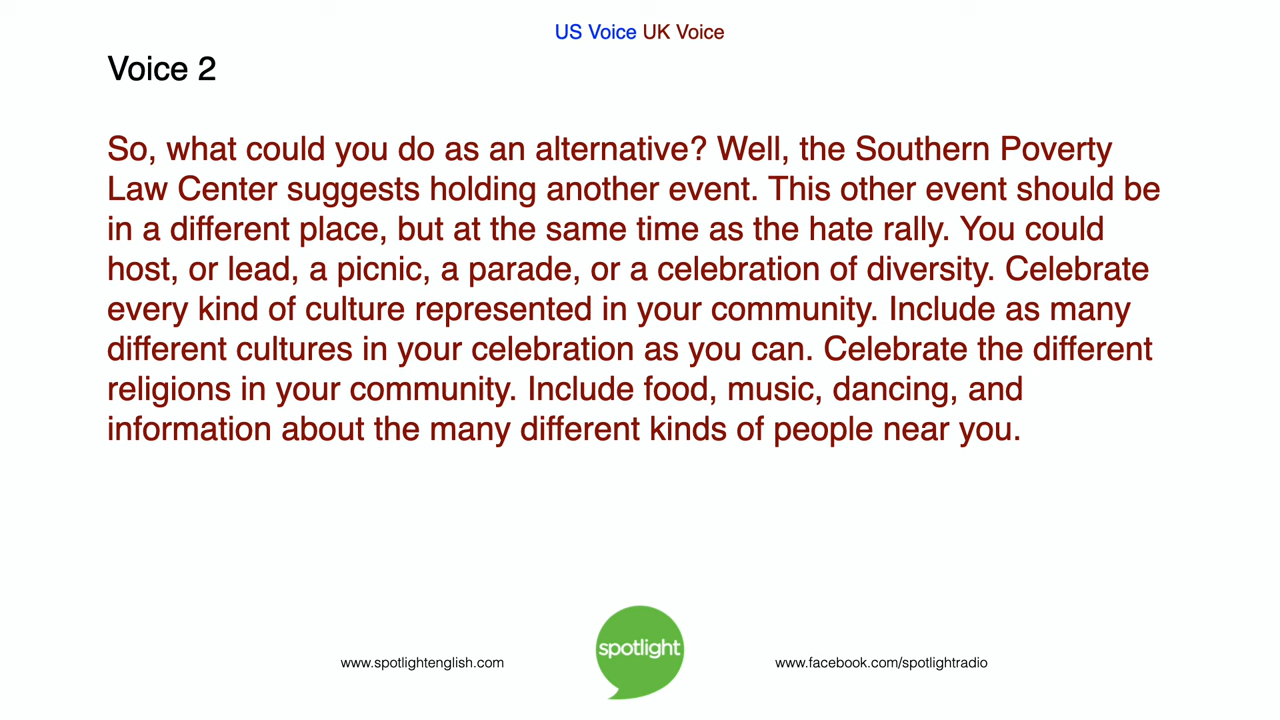 US Voice UK Voice
Voice 2
So, what could you do as an alternative? Well, the Southern Poverty
Law Center suggests holding another event. This other event should be
in a different place, but at the same time as the hate rally. You could
host, or lead, a picnic, a parade, or a celebration of diversity. Celebrate
every kind of culture represented in your community. Include as many
different cultures in your celebration as you can. Celebrate the different
religions in your community. Include food, music, dancing, and
information about the many different kinds of people near you.
www.spotlightenglish.com
spotlight
www.facebook.com/spotlightradio